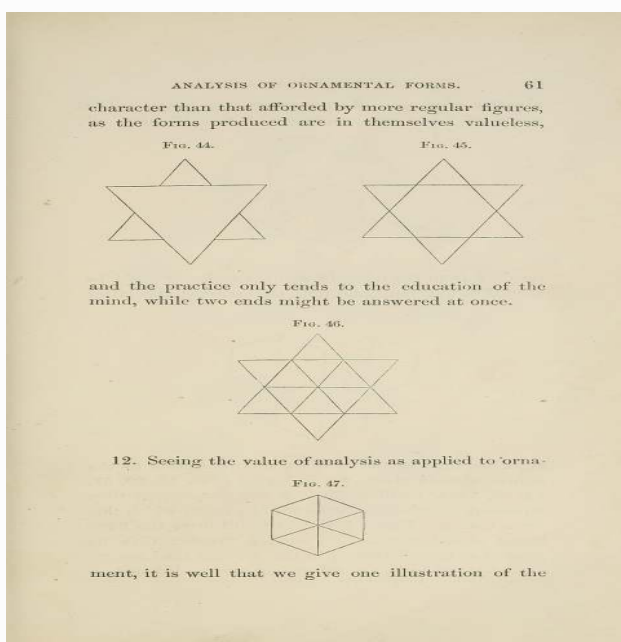 ANALYSIS OF ORNAMENTAL FORMS. 61
character than that afforded by more regular figures,
as the forms produced are in themselves valueless,
FIG. 44. FIG. 45.
and the practice only tends to the education of the
mind, while two ends might be answered at once.
FIG. 46.
12. Seeing the value of analysis as applied to orna-
FIG. 47.
ment, it is well that we give one illustration of the